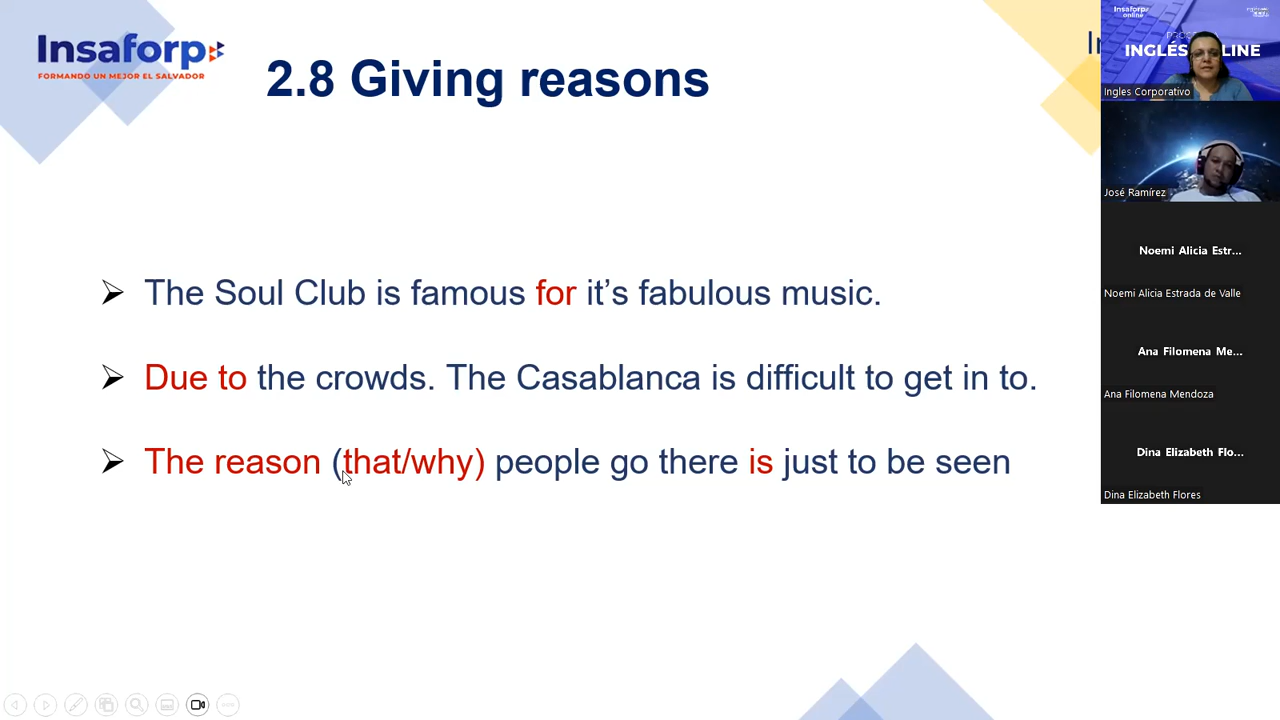 Insaforp
FORMANDO UN MEJOR EL SALVADOR
2.8 Giving reasons
The Soul Club is famous for it's fabulous music.
Due to the crowds. The Casablanca is difficult to get in to.
The reason (that/why) people go there is just to be seen
Insaforp
online
INGLÉS
LINE
Ingles Corporativo
José Ramírez
Noemi Alicia Estr...
Noemi Alicia Estrada de Valle
Ana Filomena Me...
Ana Filomena Mendoza
Dina Elizabeth Flo...
Dina Elizabeth Flores